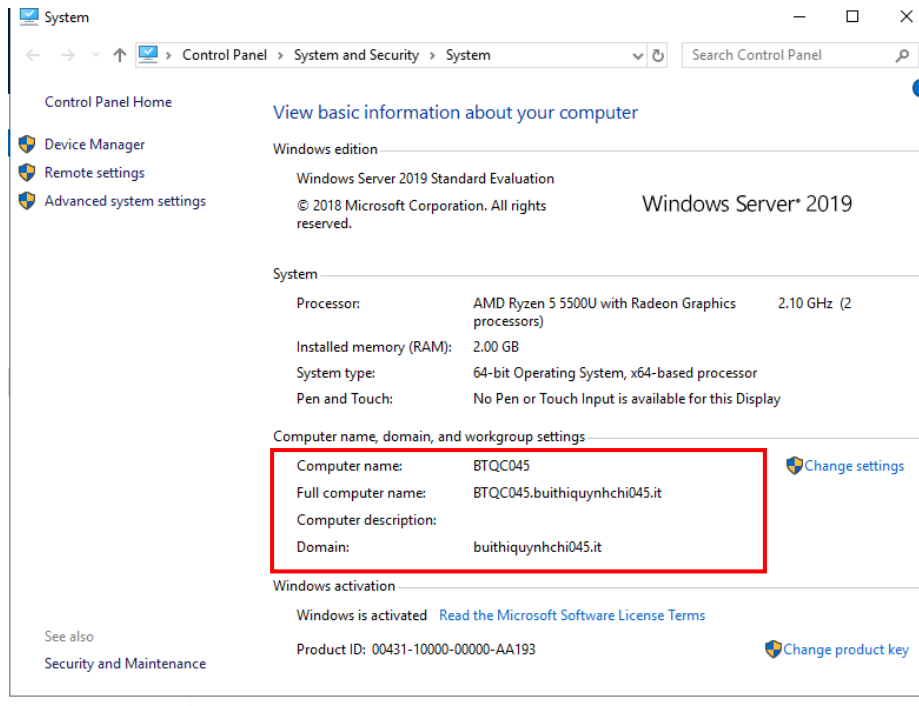 System
Control Panel > System and Security > System
Search Control Panel
Control Panel Home
Device Manager
Remote settings
Advanced system settings
View basic information about your computer
Windows edition
Windows Server 2019 Standard Evaluation
© 2018 Microsoft Corporation. All rights
reserved.
Windows Server® 2019
System
Processor: AMD Ryzen 5 5500U with Radeon Graphics 2.10 GHz (2
processors)
Installed memory (RAM): 2.00 GB
System type: 64-bit Operating System, x64-based processor
Pen and Touch: No Pen or Touch Input is available for this Display
Computer name, domain, and workgroup settings
Computer name: BTQC045
Change settings
Full computer name: BTQC045.buithiquynhchi045.it
Computer description:
Domain: buithiquynhchi045.it
Windows activation
Windows is activated Read the Microsoft Software License Terms
Product ID: 00431-10000-00000-AA193
Change product key
See also
Security and Maintenance